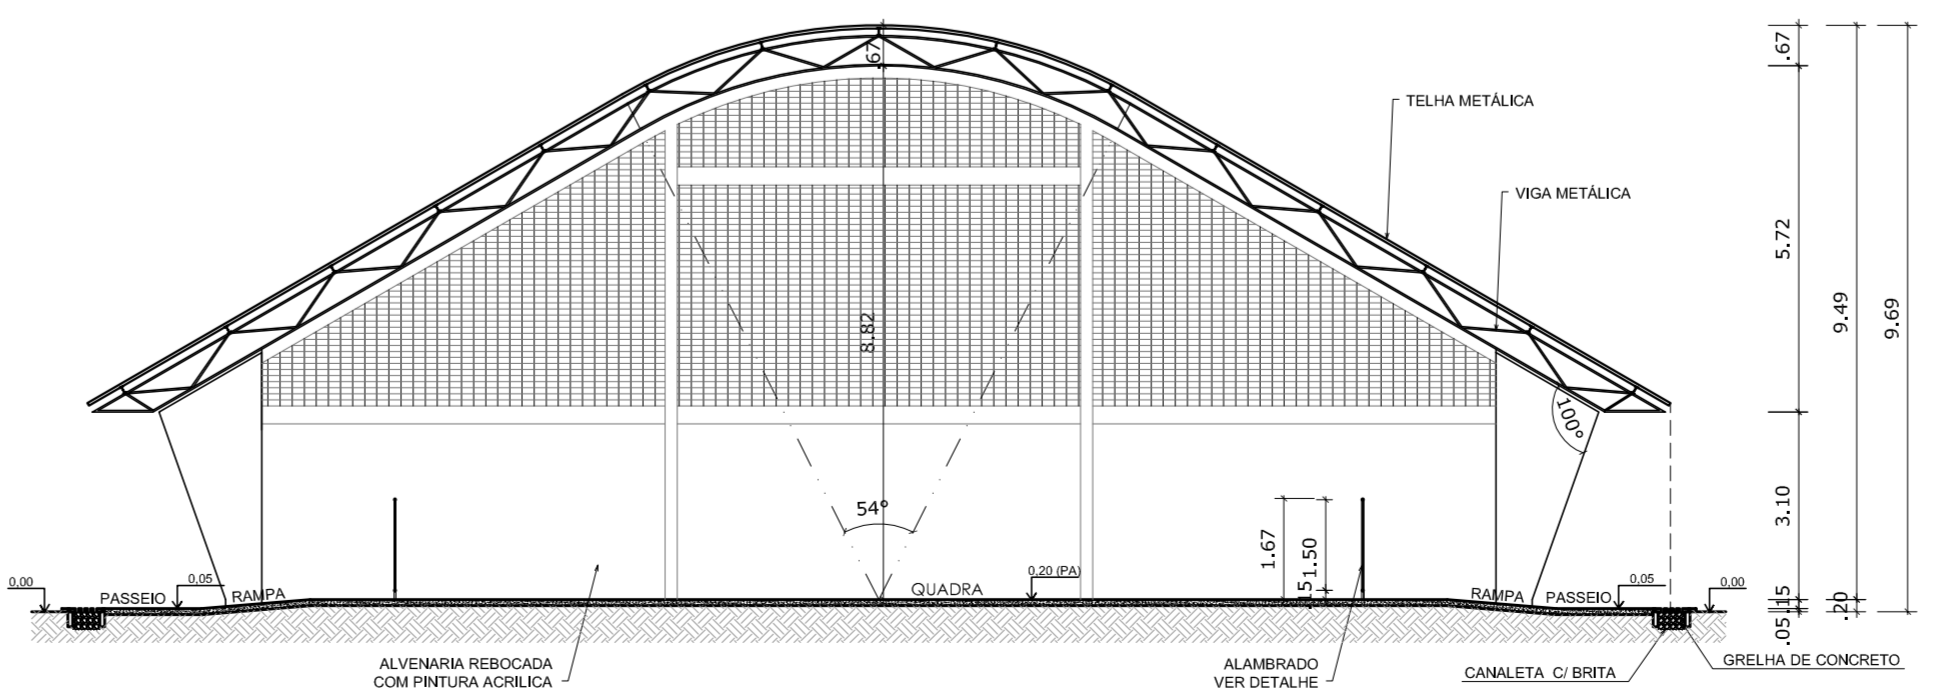 .67
.67
TELHA METÁLICA
VIGA METÁLICA
5.72
9.49
9.69
8.82
100°
54°
3.10
1.67
1.50
.15
0,00
PASSEIO
0,05
RAMPA
QUADRA
0,20 (PA)
RAMPA
PASSEIO
0,05
0,00
.15
.05
.20
ALVENARIA REBOCADA
COM PINTURA ACRILICA
ALAMBRADO
VER DETALHE
CANALETA C/ BRITA
GRELHA DE CONCRETO